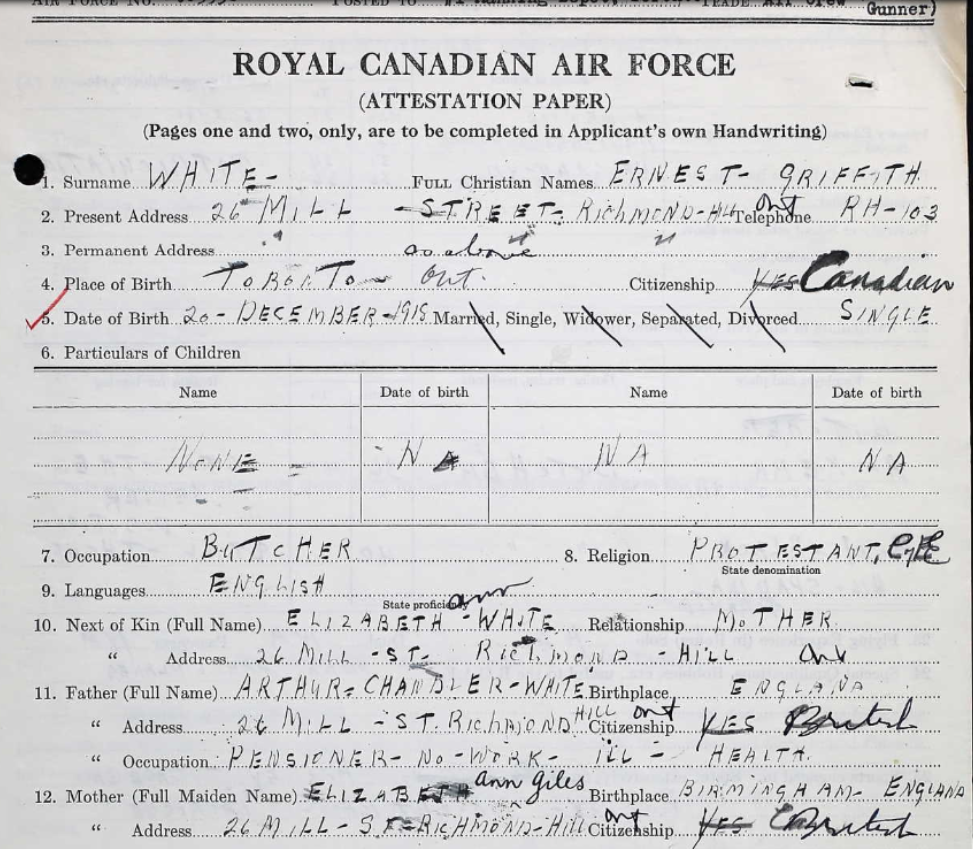 Gunner)
ROYAL CANADIAN AIR FORCE
(ATTESTATION PAPER)
(Pages one and two, only, are to be completed in Applicant's own Handwriting)
1. Surname WHITE- FULL Christian Names ERNEST- GRIFFITH
2. Present Address 26 MILL -STREET- RICHMOND-Hill Ont Telephone RH-103
3. Permanent Address as above
4. Place of Birth TORONTO Ont. Citizenship YES Canadian
5. Date of Birth 20-DECEMBER-1915 Married, Single, Widower, Separated, Divorced SINGLE
6. Particulars of Children
Name Date of birth Name Date of birth
NONE NA NA NA
7. Occupation BUTCHER 8. Religion PROTESTANT, C/E
State denomination
9. Languages ENGLISH
State proficiency
10. Next of Kin (Full Name) ELIZABETH ann -WHITE Relationship MOTHER
" Address 26 MILL -ST- RICHMOND - HILL Ont
11. Father (Full Name) ARTHUR- CHANDLER-WHITE Birthplace ENGLAND
" Address 26 MILL -ST. RICHMOND HILL Ont Citizenship YES British
" Occupation PENSIONER- NO-WORK- ILL - HEALTH.
12. Mother (Full Maiden Name) ELIZABETH ann Giles Birthplace BIRMINGHAM- ENGLAND
" Address 26 MILL- ST-RICHMOND-HILL Ont Citizenship YES British